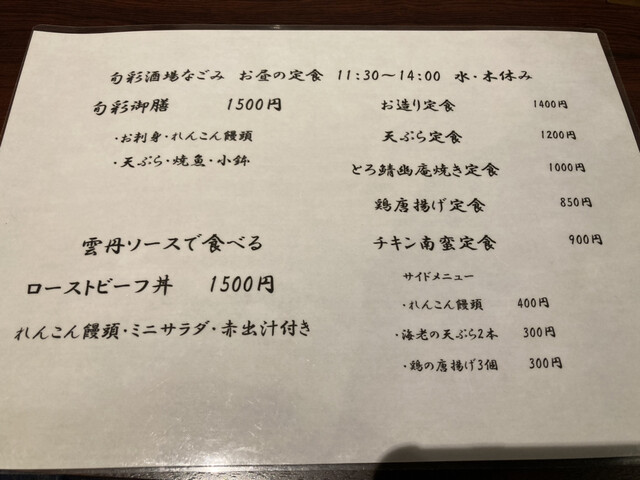 旬彩酒場なごみ お昼の定食 11:30～14:00 水・木休み
旬彩御膳 1500円
・お刺身・れんこん饅頭
・天ぷら・焼魚・小鉢
雲丹ソースで食べる
ローストビーフ丼 1500円
れんこん饅頭・ミニサラダ・赤出汁付き
お造り定食 1400円
天ぷら定食 1200円
とろ鯖幽庵焼き定食 1000円
鶏唐揚げ定食 850円
チキン南蛮定食 900円
サイドメニュー
・れんこん饅頭 400円
・海老の天ぷら2本 300円
・鶏の唐揚げ3個 300円